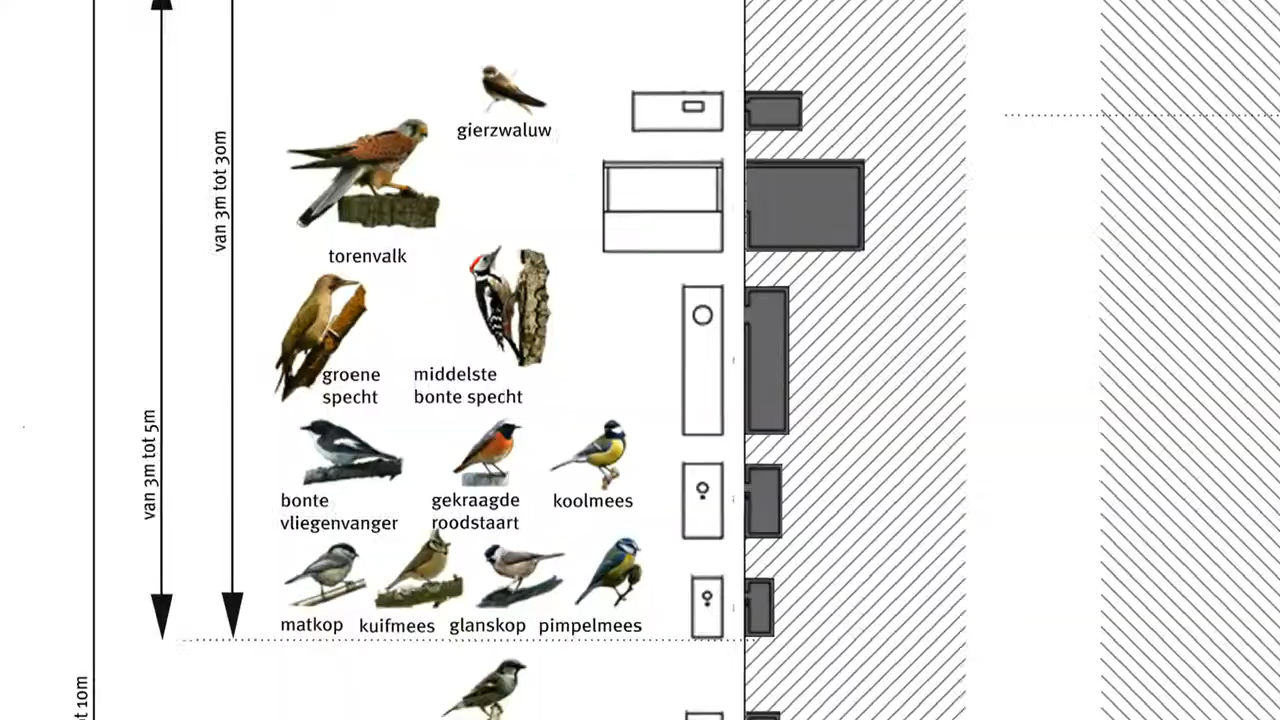 gierzwaluw
van 3m tot 30m
torenvalk
groene
specht
middelste
bonte specht
van 3m tot 5m
bonte
vliegenvanger
gekraagde
roodstaart
koolmees
matkop
kuifmees
glanskop
pimpelmees
10m